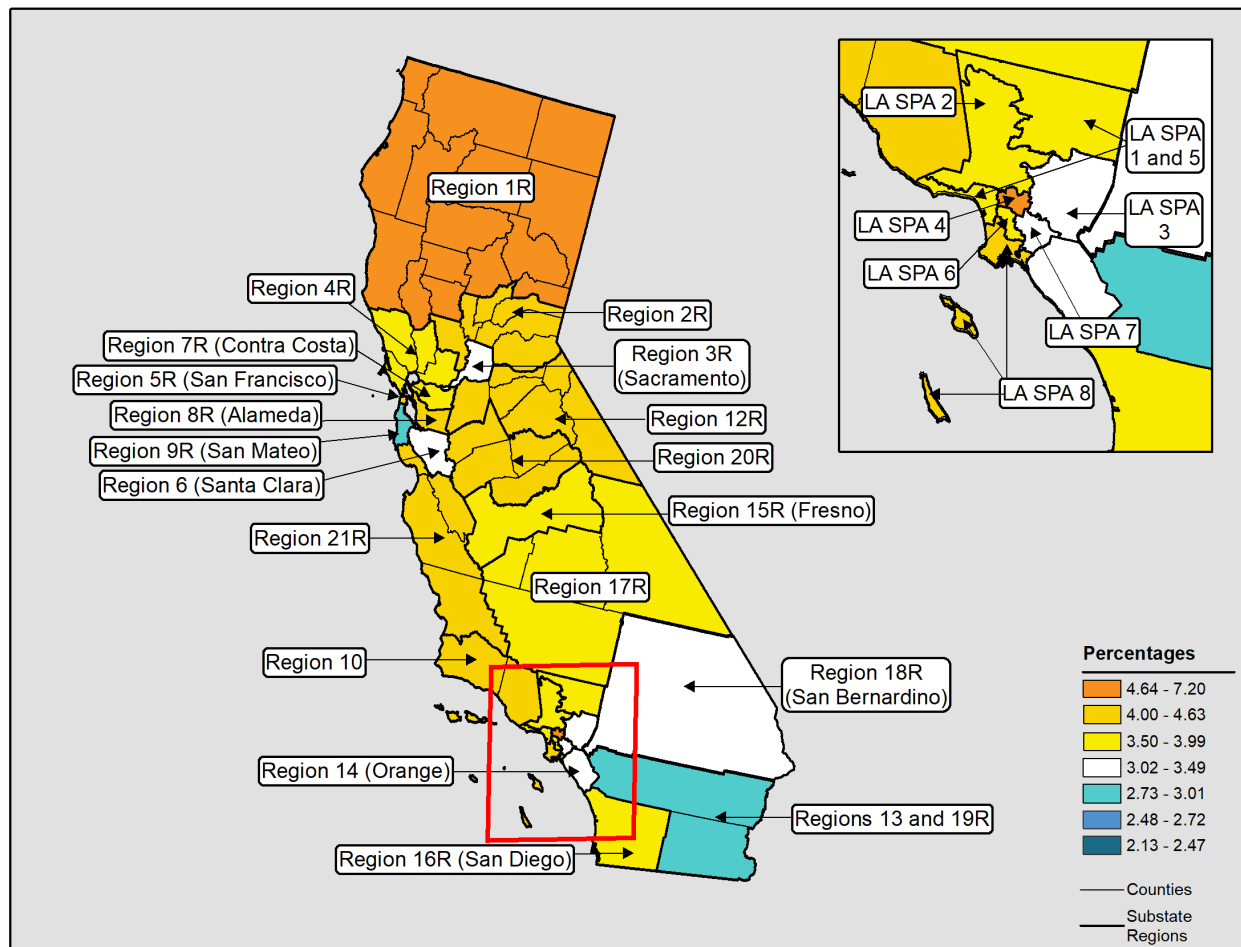 LA SPA 2
LA SPA
1 and 5
LA SPA 4
LA SPA
3
LA SPA 6
LA SPA 7
LA SPA 8
Region 1R
Region 4R
Region 2R
Region 7R (Contra Costa)
Region 3R
(Sacramento)
Region 5R (San Francisco)
Region 8R (Alameda)
Region 12R
Region 9R (San Mateo)
Region 20R
Region 6 (Santa Clara)
Region 15R (Fresno)
Region 21R
Region 17R
Region 10
Region 18R
(San Bernardino)
Region 14 (Orange)
Regions 13 and 19R
Region 16R (San Diego)
Percentages
4.64 - 7.20
4.00 - 4.63
3.50 - 3.99
3.02 - 3.49
2.73 - 3.01
2.48 - 2.72
2.13 - 2.47
Counties
Substate
Regions